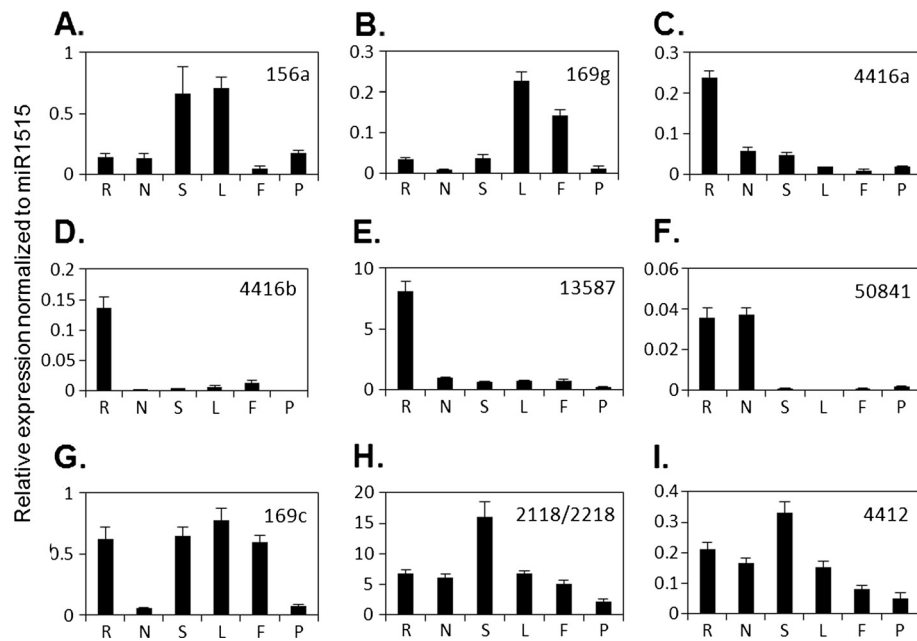 Relative expression normalized to miR1515
A.
156a
1
0.5
0
R N S L F P
B.
169g
0.3
0.2
0.1
0
R N S L F P
C.
4416a
0.3
0.2
0.1
0
R N S L F P
D.
4416b
0.2
0.15
0.1
0.05
0
R N S L F P
E.
13587
10
5
0
R N S L F P
F.
50841
0.06
0.04
0.02
0
R N S L F P
G.
169c
1
0.5
0
R N S L F P
H.
2118/2218
20
15
10
5
0
R N S L F P
I.
4412
0.4
0.3
0.2
0.1
0
R N S L F P